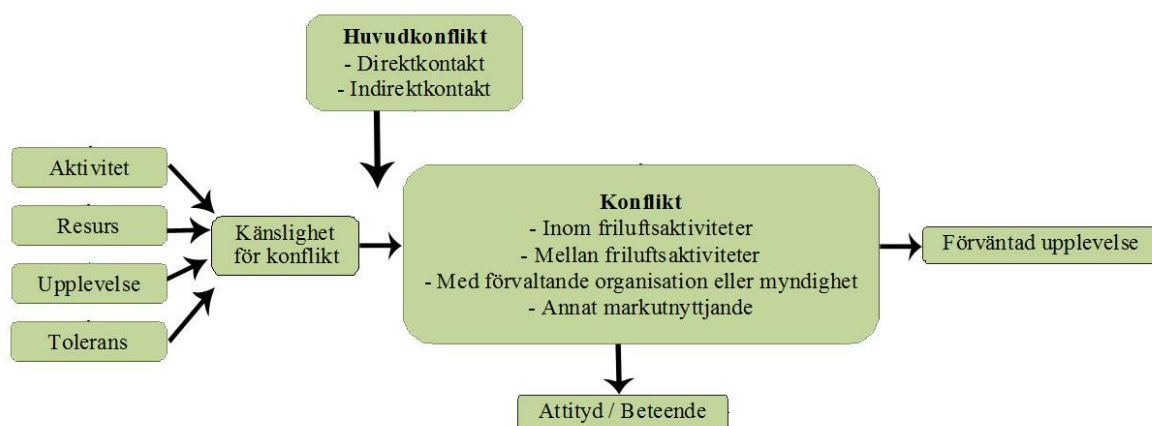 Huvudkonflikt
- Direktkontakt
- Indirektkontakt
Aktivitet
Resurs
Upplevelse
Tolerans
Känslighet
för konflikt
Konflikt
- Inom friluftsaktiviteter
- Mellan friluftsaktiviteter
- Med förvaltande organisation eller myndighet
- Annat markutnyttjande
Förväntad upplevelse
Attityd / Beteende